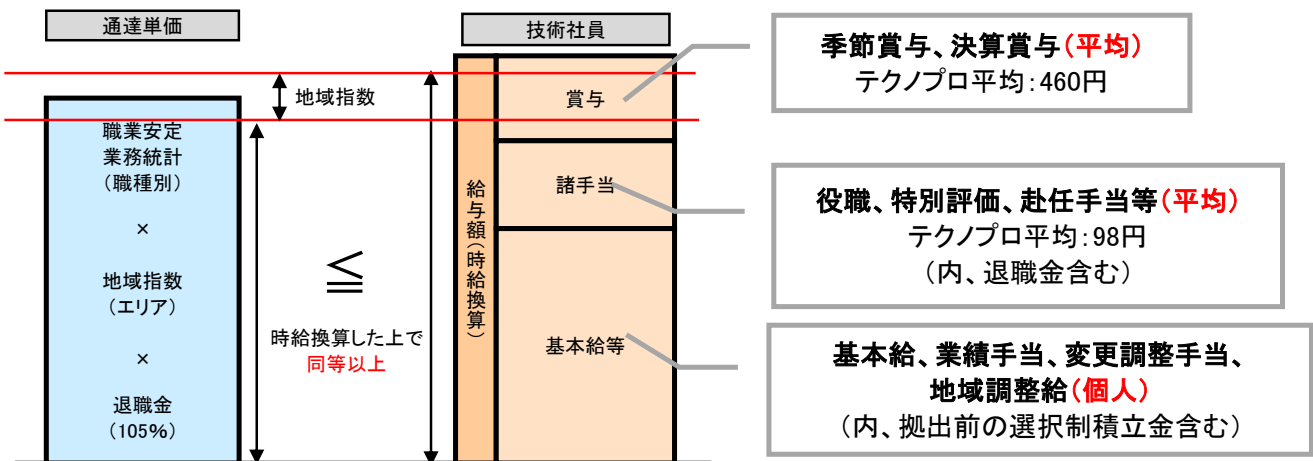 通達単価
職業安定
業務統計
(職種別)
×
地域指数
(エリア)
×
退職金
(105%)
地域指数
≦
時給換算した上で
同等以上
技術社員
給与額(時給換算)
賞与
諸手当
基本給等
季節賞与、決算賞与(平均)
テクノプロ平均:460円
役職、特別評価、赴任手当等(平均)
テクノプロ平均:98円
(内、退職金含む)
基本給、業績手当、変更調整手当、
地域調整給(個人)
(内、拠出前の選択制積立金含む)